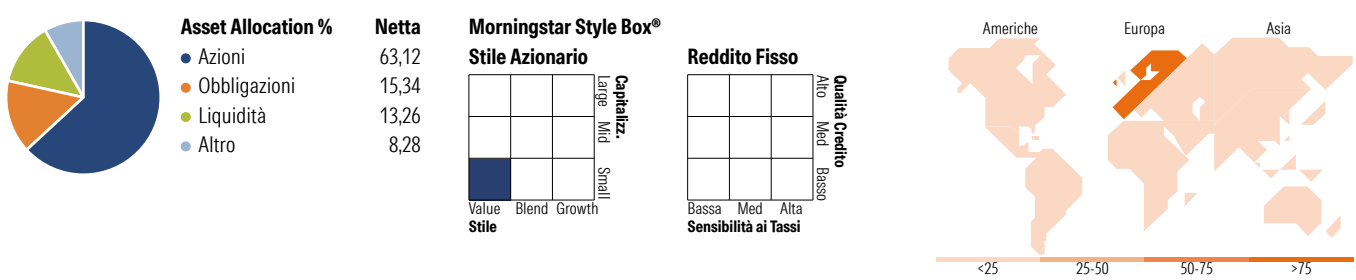 Asset Allocation % Netta
Azioni 63,12
Obbligazioni 15,34
Liquidità 13,26
Altro 8,28
Morningstar Style Box®
Stile Azionario
Large Mid Small
Capitalizz.
Value Blend Growth
Stile
Reddito Fisso
Alto Med Basso
Qualità Credito
Bassa Med Alta
Sensibilità ai Tassi
Americhe Europa Asia
<25 25-50 50-75 >75